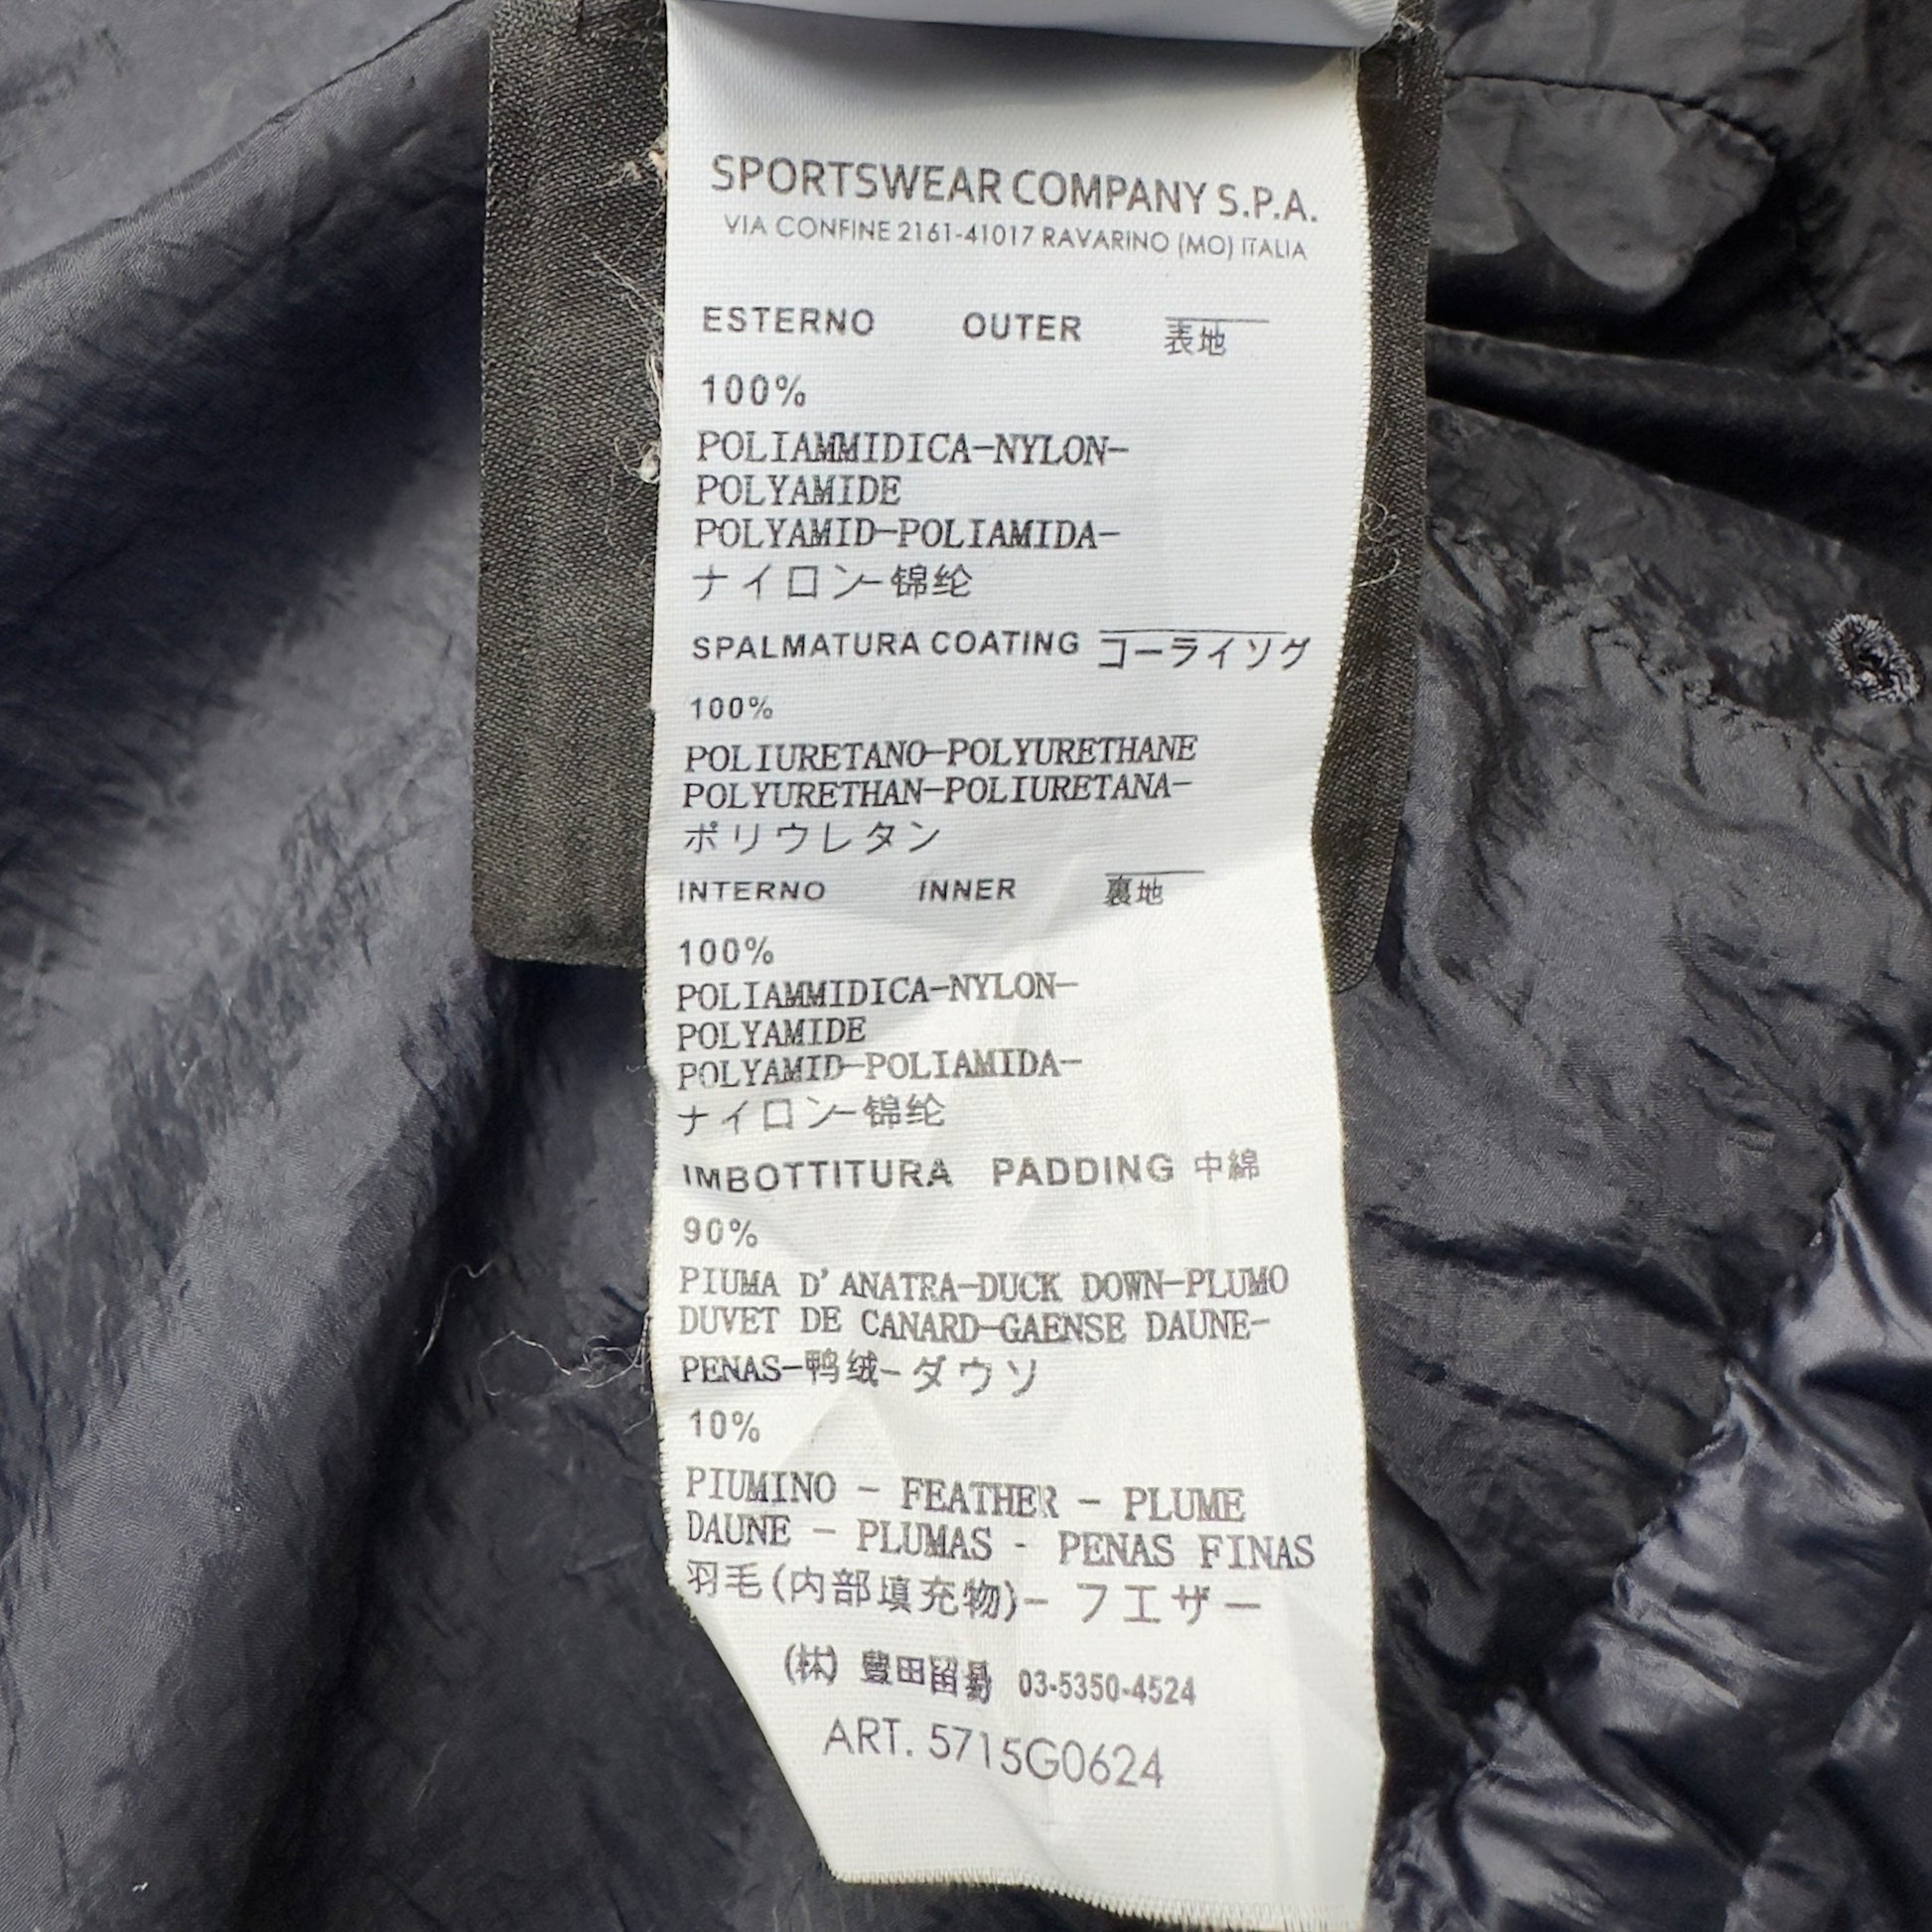 SPORTSWEAR COMPANY S.P.A.
VIA CONFINE 2161-41017 RAVARINO (MO) ITALIA
ESTERNO OUTER 表地
100%
POLIAMMIDICA-NYLON-
POLYAMIDE
POLYAMID-POLIAMIDA-
ナイロン-锦纶
SPALMATURA COATING コーライソグ
100%
POLIURETANO-POLYURETHANE
POLYURETHAN-POLIURETANA-
ポリウレタン
INTERNO INNER 裏地
100%
POLIAMMIDICA-NYLON-
POLYAMIDE
POLYAMID-POLIAMIDA-
ナイロン-锦纶
IMBOTTITURA PADDING 中綿
90%
PIUMA D'ANATRA-DUCK DOWN-PLUMO
DUVET DE CANARD-GAENSE DAUNE-
PENAS-鸭绒-ダウソ
10%
PIUMINO - FEATHER - PLUME
DAUNE - PLUMAS - PENAS FINAS
羽毛(内部填充物)- フエザー
(林) 豊田留 03-5350-4524
ART. 5715G0624